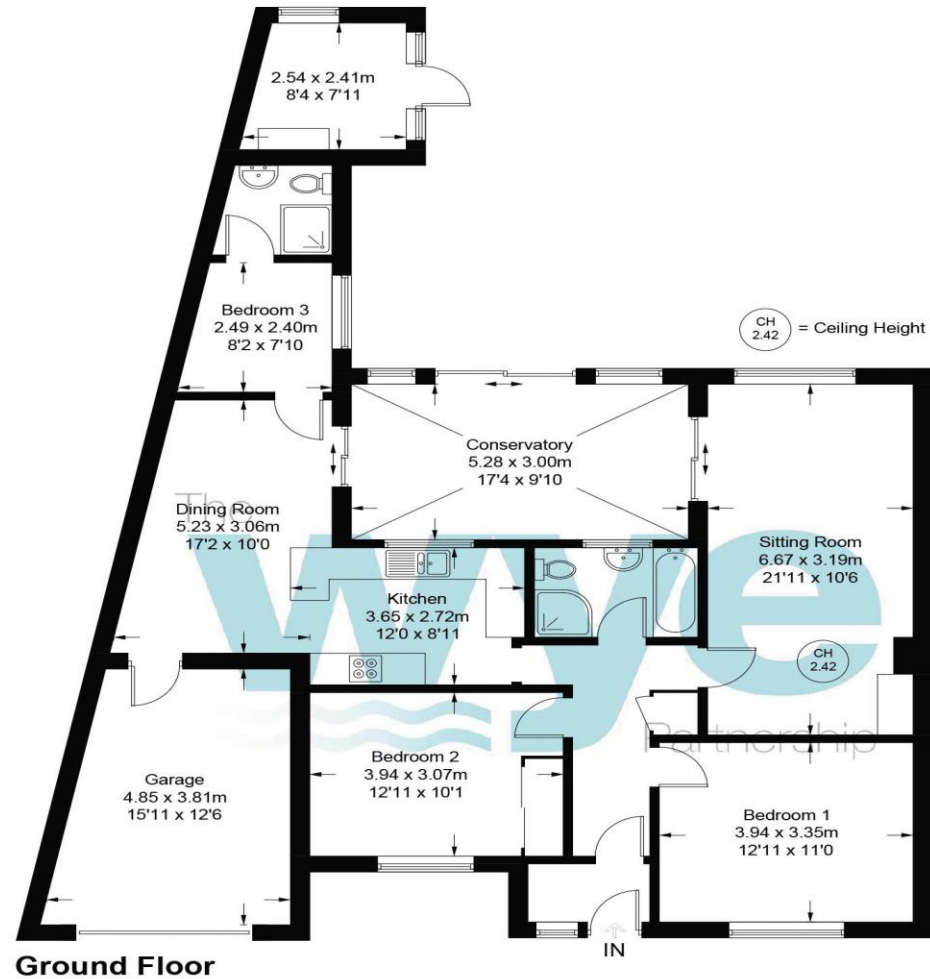 2.54 x 2.41m
8'4 x 7'11
Bedroom 3
2.49 x 2.40m
8'2 x 7'10
CH
2.42
= Ceiling Height
Conservatory
5.28 x 3.00m
17'4 x 9'10
The
wye
Partnership
Dining Room
5.23 x 3.06m
17'2 x 10'0
Sitting Room
6.67 x 3.19m
21'11 x 10'6
Kitchen
3.65 x 2.72m
12'0 x 8'11
CH
2.42
Bedroom 2
3.94 x 3.07m
12'11 x 10'1
Garage
4.85 x 3.81m
15'11 x 12'6
Bedroom 1
3.94 x 3.35m
12'11 x 11'0
IN
Ground Floor